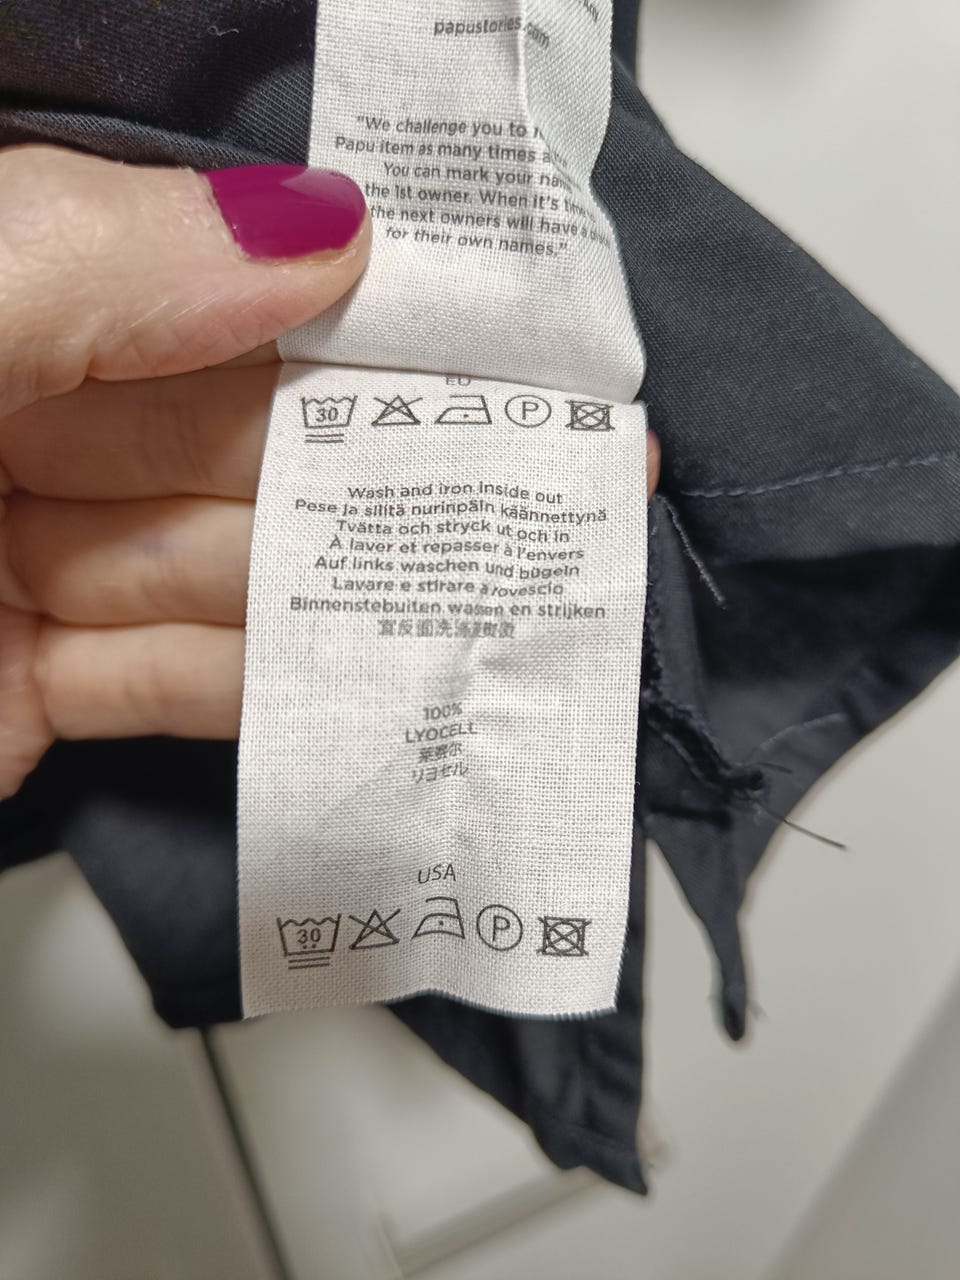 papustories.com
"We challenge you to
Papu item as many times
You can mark your
the 1st owner. When it's
the next owners will have a
for their own names."
EU
30 P
Wash and iron inside out
Pese ja silitä nurinpäin käännettynä
Tvätta och stryck ut och in
À laver et repasser à l'envers
Auf links waschen und bügeln
Lavare e stirare a rovescio
Binnenstebuiten wassen en strijken
100%
LYOCELL
莱赛尔
リヨセル
USA
30 P